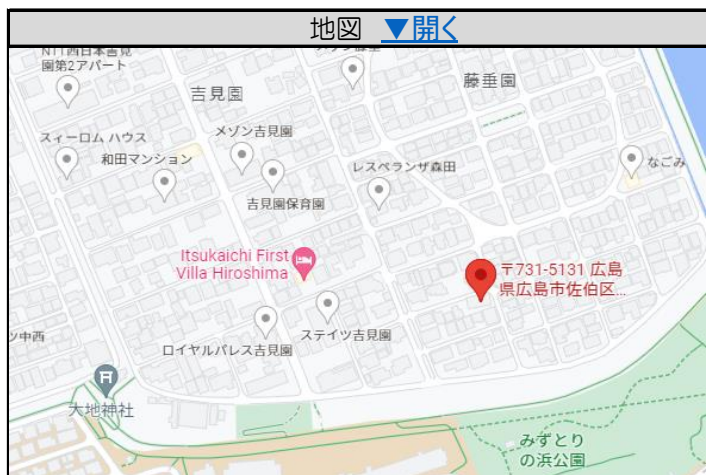 地図 ▼開く
NTT西日本吉見
園第2アパート
吉見園
藤垂園
スィーロム ハウス
メゾン吉見園
和田マンション
レスペランザ森田
なごみ
吉見園保育園
Itsukaichi First
Villa Hiroshima
〒731-5131 広島
県広島市佐伯区...
ツ中西
ステイツ吉見園
ロイヤルパレス吉見園
大地神社
みずとり
の浜公園